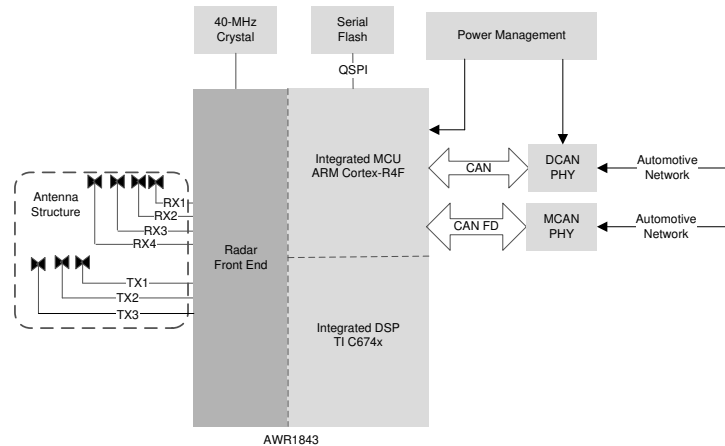 40-MHz
Crystal
Serial
Flash
Power Management
QSPI
Integrated MCU
ARM Cortex-R4F
CAN
DCAN
PHY
Automotive
Network
Antenna
Structure
RX1
RX2
RX3
RX4
CAN FD
MCAN
PHY
Automotive
Network
Radar
Front End
TX1
TX2
TX3
Integrated DSP
TI C674x
AWR1843